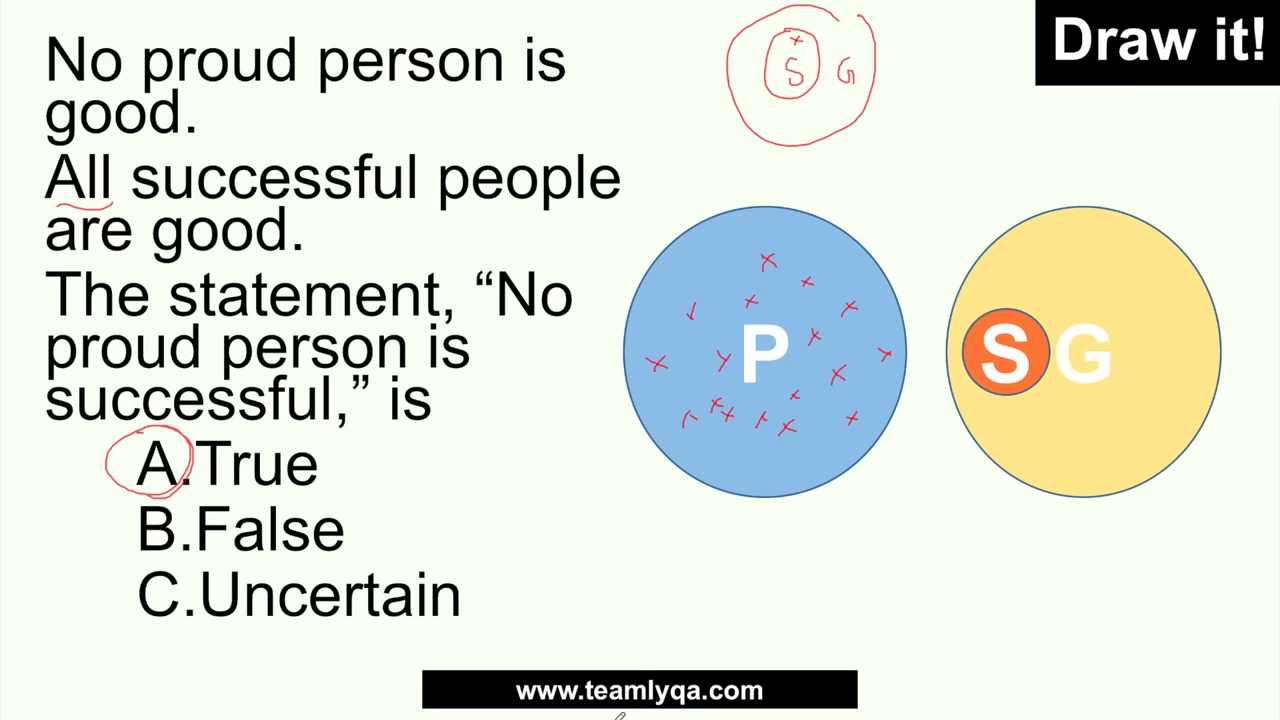 Draw it!
No proud person is
good.
All successful people
are good.
The statement, “No
proud person is
successful,” is
A.True
B.False
C.Uncertain
S G
P
S G
www.teamlyqa.com